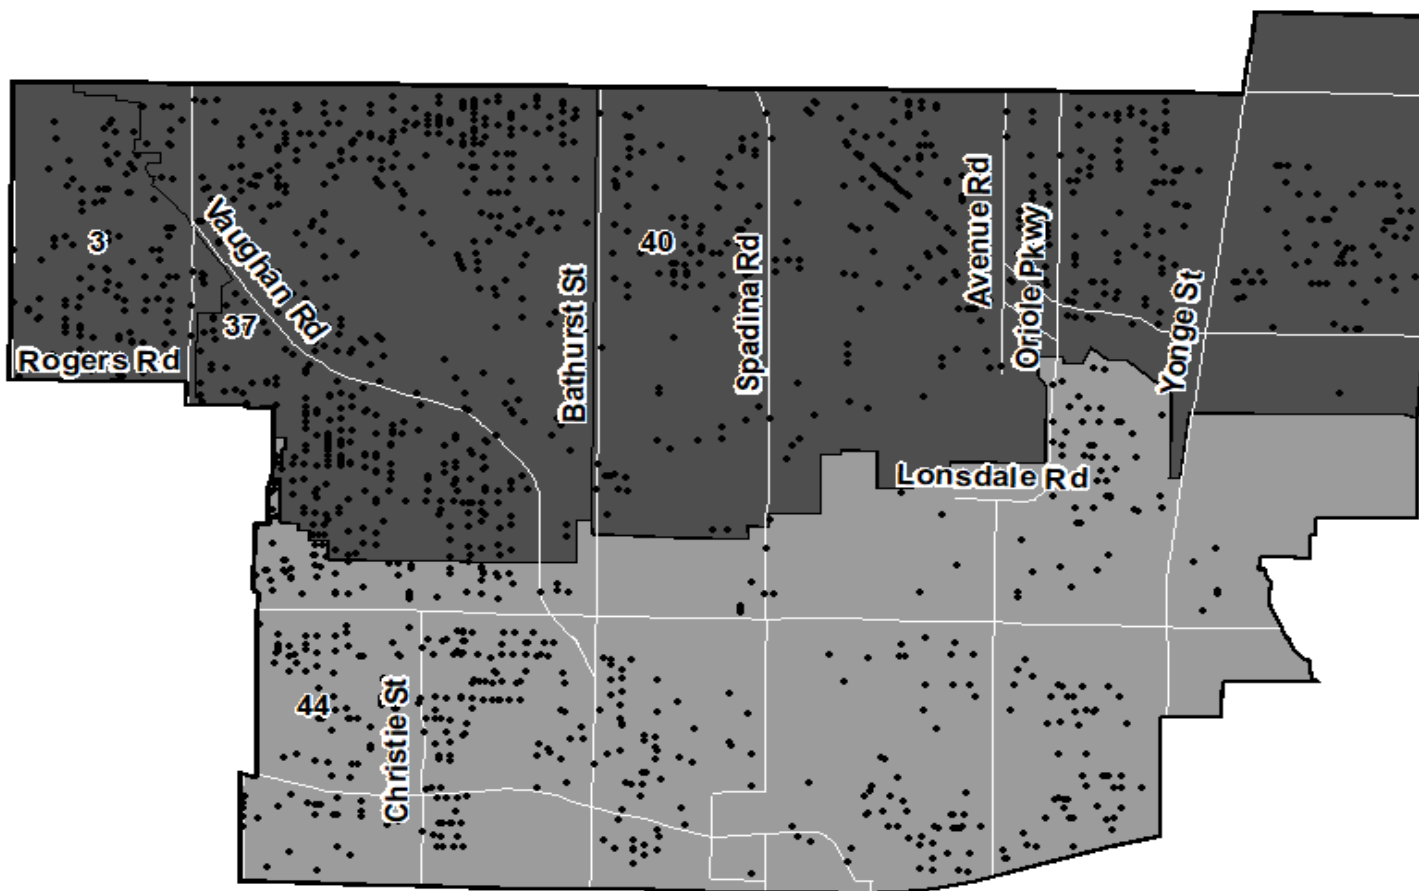 3
Vaughan Rd
37
Rogers Rd
Bathurst St
40
Spadina Rd
Avenue Rd
Oriole Pkwy
Yonge St
Lonsdale Rd
44
Christie St